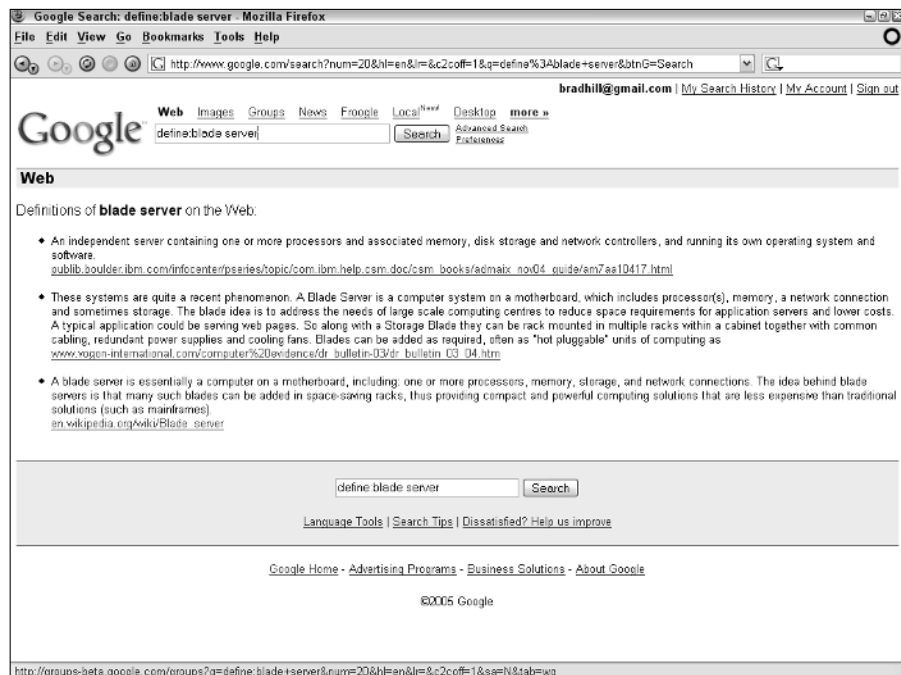 Google Search: define:blade server - Mozilla Firefox
File Edit View Go Bookmarks Tools Help
http://www.google.com/search?num=20&hl=en&lr=&c2coff=1&q=define%3Ablade+server&btnG=Search
bradhill@gmail.com | My Search History | My Account | Sign out
Google
Web Images Groups News Froogle Local New! Desktop more »
define:blade server Search Advanced Search
Preferences
Web
Definitions of blade server on the Web:
◆ An independent server containing one or more processors and associated memory, disk storage and network controllers, and running its own operating system and
software.
publib.boulder.ibm.com/infocenter/pseries/topic/com.ibm.help.csm.doc/csm_books/admaix_nov04_guide/am7aa10417.html
◆ These systems are quite a recent phenomenon. A Blade Server is a computer system on a motherboard, which includes processor(s), memory, a network connection
and sometimes storage. The blade idea is to address the needs of large scale computing centres to reduce space requirements for application servers and lower costs.
A typical application could be serving web pages. So along with a Storage Blade they can be rack mounted in multiple racks within a cabinet together with common
cabling, redundant power supplies and cooling fans. Blades can be added as required, often as "hot pluggable" units of computing as
www.vogon-international.com/computer%20evidence/dr_bulletin-03/dr_bulletin_03_04.htm
◆ A blade server is essentially a computer on a motherboard, including: one or more processors, memory, storage, and network connections. The idea behind blade
servers is that many such blades can be added in space-saving racks, thus providing compact and powerful computing solutions that are less expensive than traditional
solutions (such as mainframes).
en.wikipedia.org/wiki/Blade_server
define:blade server Search
Language Tools | Search Tips | Dissatisfied? Help us improve
Google Home - Advertising Programs - Business Solutions - About Google
©2005 Google
http://groups-beta.google.com/groups?q=define:blade+server&num=20&hl=en&lr=&c2coff=1&sa=N&tab=wg